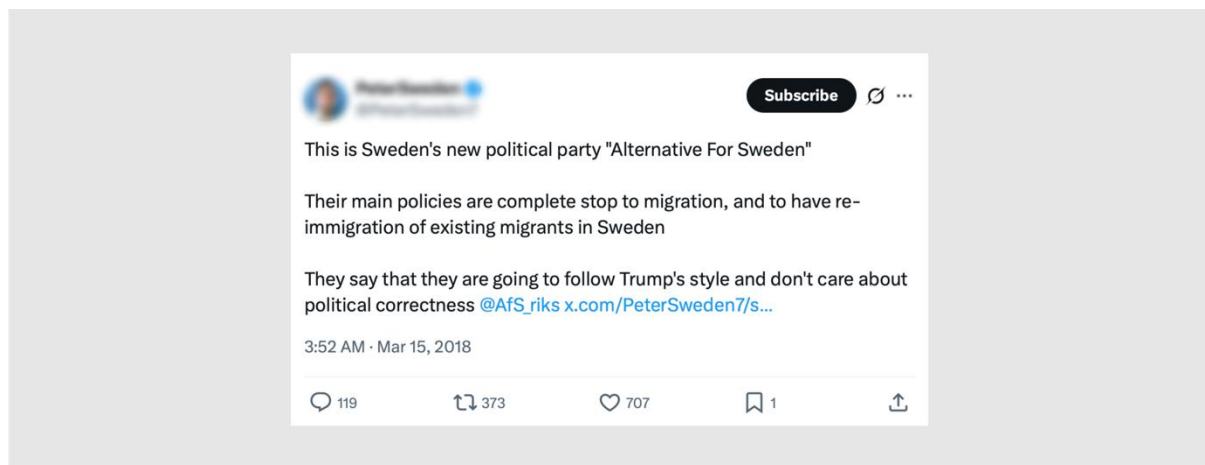 Subscribe
This is Sweden's new political party "Alternative For Sweden"
Their main policies are complete stop to migration, and to have re-
immigration of existing migrants in Sweden
They say that they are going to follow Trump's style and don't care about
political correctness @AfS_riks x.com/PeterSweden7/s...
3:52 AM · Mar 15, 2018
119 373 707 1